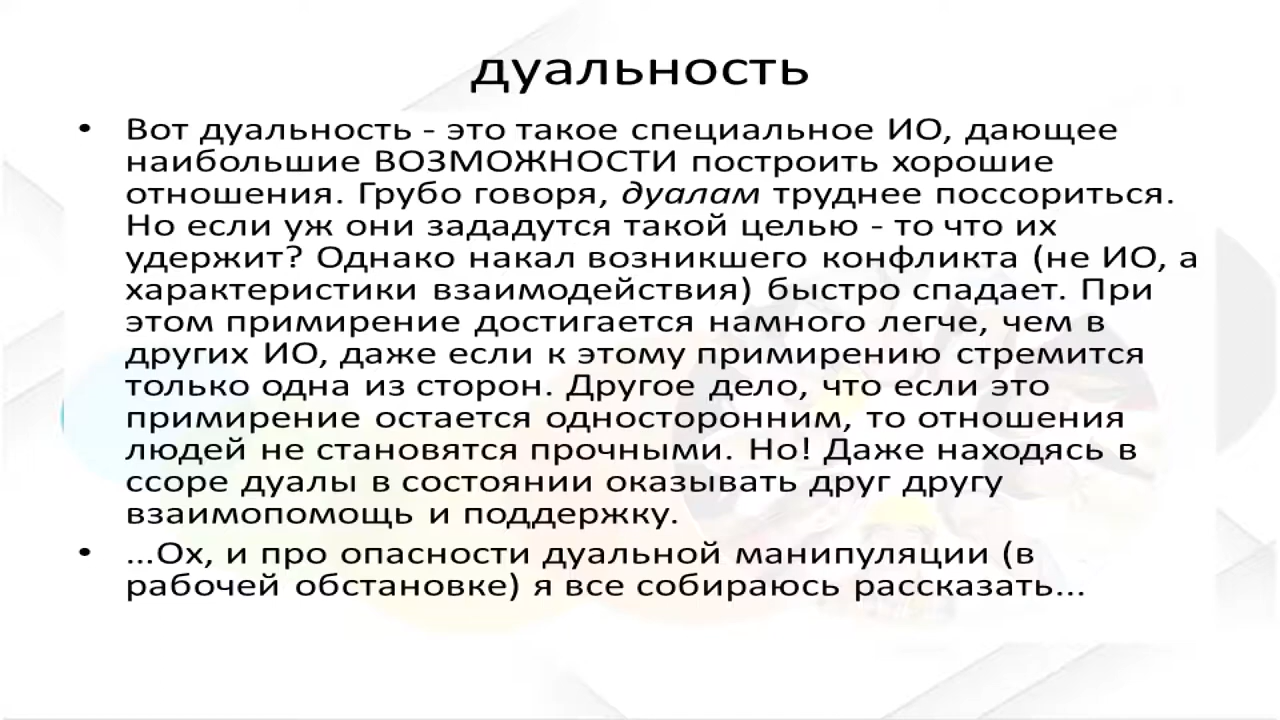 дуальность
• Вот дуальность - это такое специальное ИО, дающее
наибольшие ВОЗМОЖНОСТИ построить хорошие
отношения. Грубо говоря, дуалам труднее поссориться.
Но если уж они зададутся такой целью - то что их
удержит? Однако накал возникшего конфликта (не ИО, а
характеристики взаимодействия) быстро спадает. При
этом примирение достигается намного легче, чем в
других ИО, даже если к этому примирению стремится
только одна из сторон. Другое дело, что если это
примирение остается односторонним, то отношения
людей не становятся прочными. Но! Даже находясь в
ссоре дуалы в состоянии оказывать друг другу
взаимопомощь и поддержку.
• ...Ох, и про опасности дуальной манипуляции (в
рабочей обстановке) я все собираюсь рассказать...